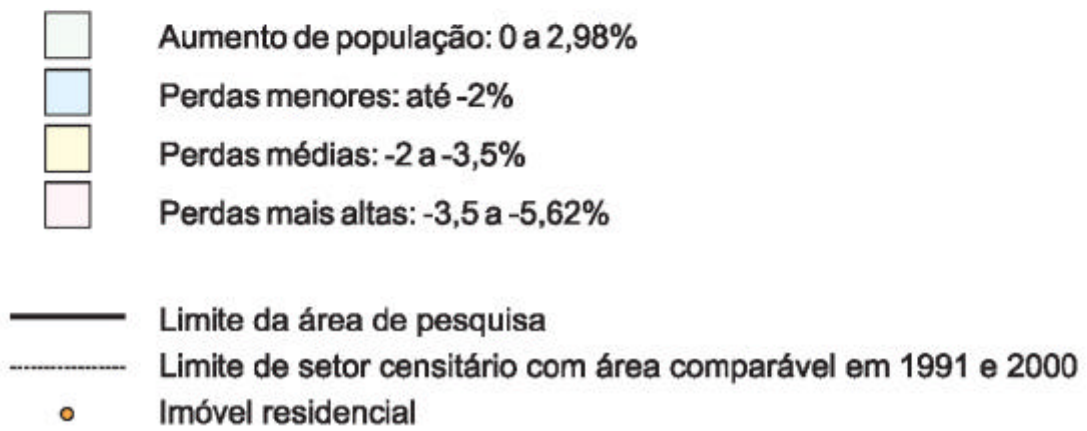 Aumento de população: 0 a 2,98%
Perdas menores: até -2%
Perdas médias: -2 a -3,5%
Perdas mais altas: -3,5 a -5,62%
Limite da área de pesquisa
Limite de setor censitário com área comparável em 1991 e 2000
Imóvel residencial